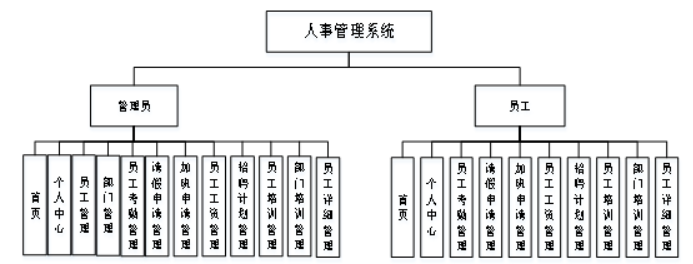 人事管理系统
管理员
员工
首页
个人中心
员工管理
部门管理
员工考勤管理
请假申请管理
加班申请管理
员工工资管理
招聘计划管理
员工培训管理
部门培训管理
员工详细管理
首页
个人中心
员工考勤管理
请假申请管理
加班申请管理
员工工资管理
招聘计划管理
员工培训管理
部门培训管理
员工详细管理